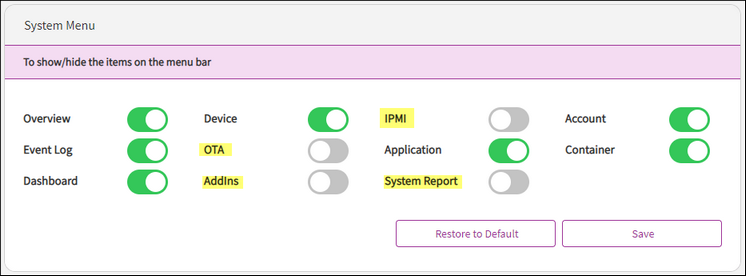 System Menu
To show/hide the items on the menu bar
Overview Device IPMI Account
Event Log OTA Application Container
Dashboard AddIns System Report
Restore to Default Save